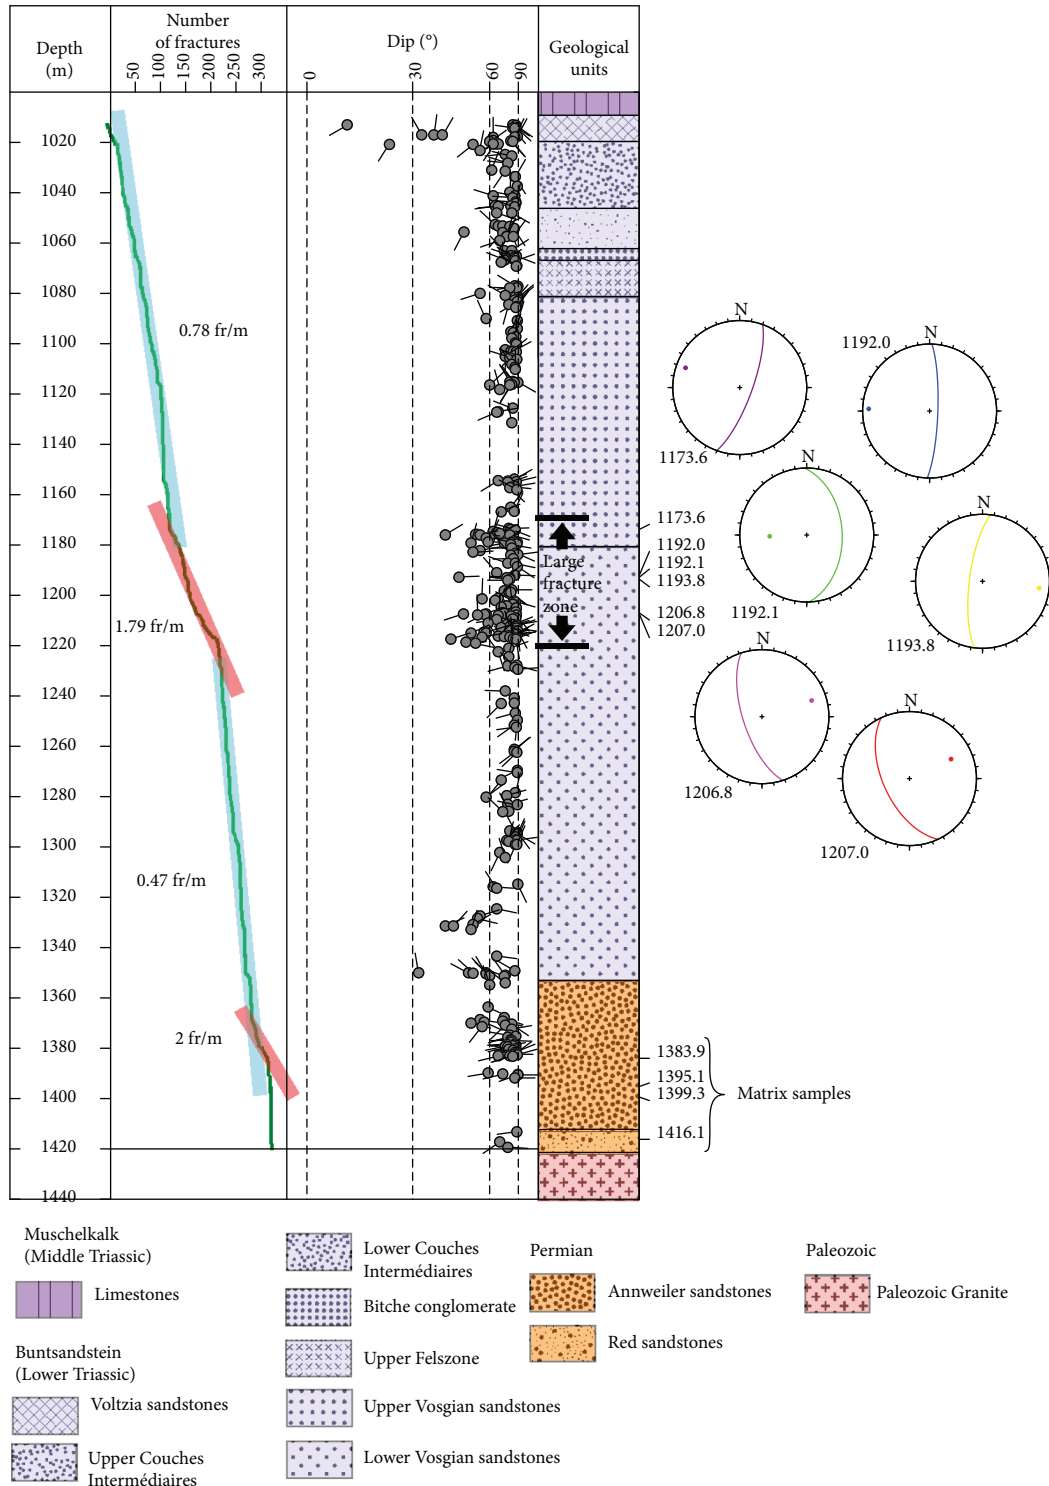 Depth
(m)
Number
of fractures
50
100
150
200
250
300
Dip (°)
0
30
60
90
Geological
units
1020
1040
1060
1080
1100
1120
1140
1160
1180
1200
1220
1240
1260
1280
1300
1320
1340
1360
1380
1400
1420
1440
0.78 fr/m
1.79 fr/m
0.47 fr/m
2 fr/m
Large
fracture
zone
1173.6
1192.0
1192.1
1193.8
1206.8
1207.0
1383.9
1395.1
1399.3
1416.1
Matrix samples
N
1173.6
1192.0
N
N
1192.1
N
1193.8
N
1206.8
N
1207.0
Muschelkalk
(Middle Triassic)
Limestones
Buntsandstein
(Lower Triassic)
Voltzia sandstones
Upper Couches
Intermédiaires
Lower Couches
Intermédiaires
Bitche conglomerate
Upper Felszone
Upper Vosgian sandstones
Lower Vosgian sandstones
Permian
Annweiler sandstones
Red sandstones
Paleozoic
Paleozoic Granite